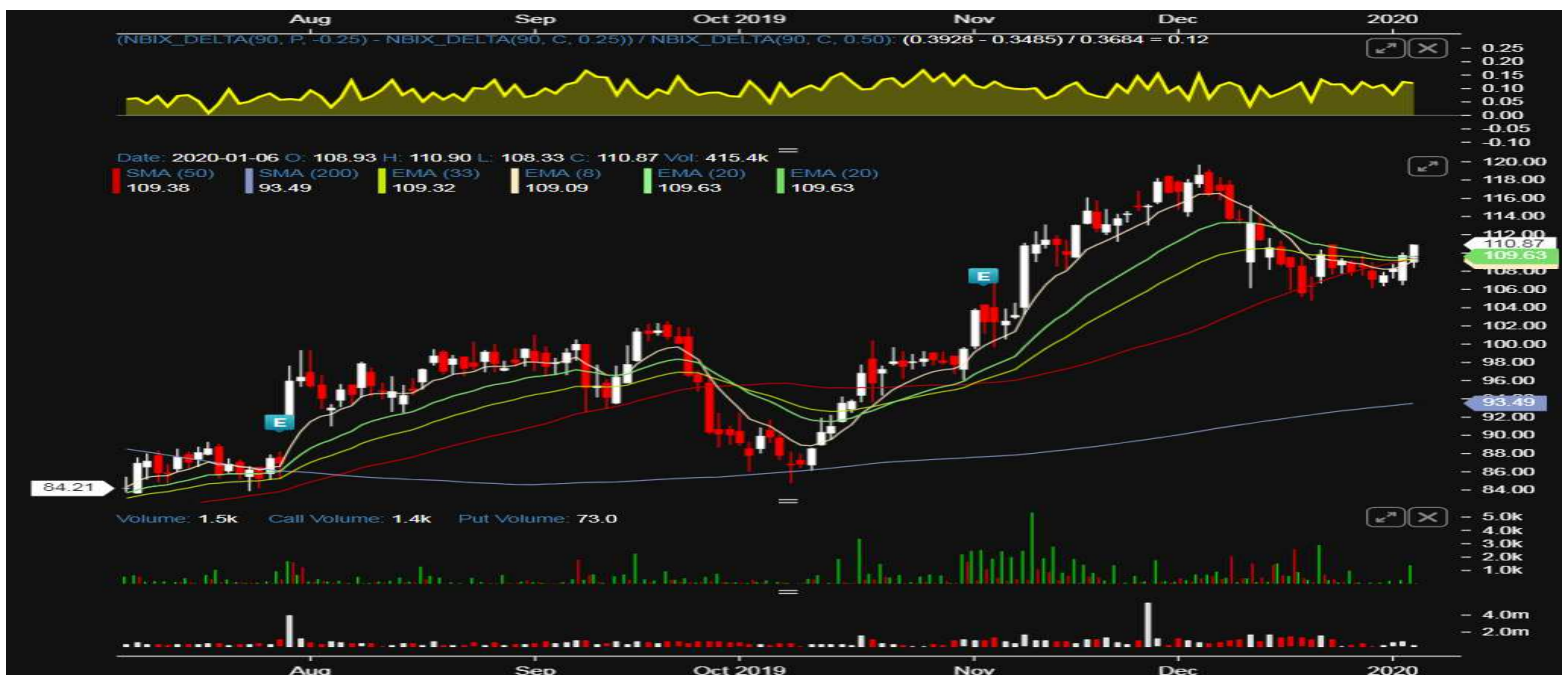 Aug Sep Oct 2019 Nov Dec 2020
(NBIX_DELTA(90, P, -0.25) - NBIX_DELTA(90, C, 0.25)) / NBIX_DELTA(90, C, 0.50): (0.3928 - 0.3485) / 0.3684 = 0.12
0.25
0.20
0.15
0.10
0.05
0.00
-0.05
-0.10
Date: 2020-01-06 O: 108.93 H: 110.90 L: 108.33 C: 110.87 Vol: 415.4k
SMA (50) SMA (200) EMA (33) EMA (8) EMA (20) EMA (20)
109.38 93.49 109.32 109.09 109.63 109.63
120.00
118.00
116.00
114.00
112.00
110.87
109.63
108.00
106.00
104.00
102.00
100.00
98.00
96.00
93.49
92.00
90.00
88.00
86.00
84.00
E
E
84.21
Volume: 1.5k Call Volume: 1.4k Put Volume: 73.0
5.0k
4.0k
3.0k
2.0k
1.0k
4.0m
2.0m
Aug Sep Oct 2019 Nov Dec 2020